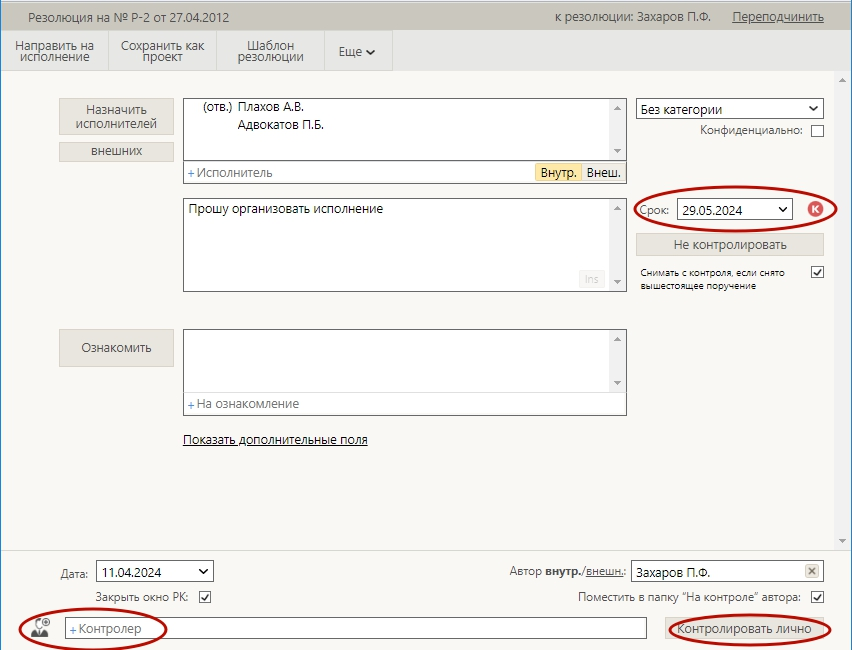 Резолюция на № Р-2 от 27.04.2012
к резолюции: Захаров П.Ф.
Переподчинить
Направить на
исполнение
Сохранить как
проект
Шаблон
резолюции
Еще
Назначить
исполнителей
внешних
(отв.) Плахов А.В.
Адвокатов П.Б.
+ Исполнитель
Внутр. Внеш.
Без категории
Конфиденциально:
Прошу организовать исполнение
ins
Срок: 29.05.2024 К
Не контролировать
Снимать с контроля, если снято
вышестоящее поручение
Ознакомить
+ На ознакомление
Показать дополнительные поля
Дата: 11.04.2024
Автор внутр./внешн.: Захаров П.Ф.
Закрыть окно РК:
Поместить в папку "На контроле" автора:
+ Контролер
Контролировать лично